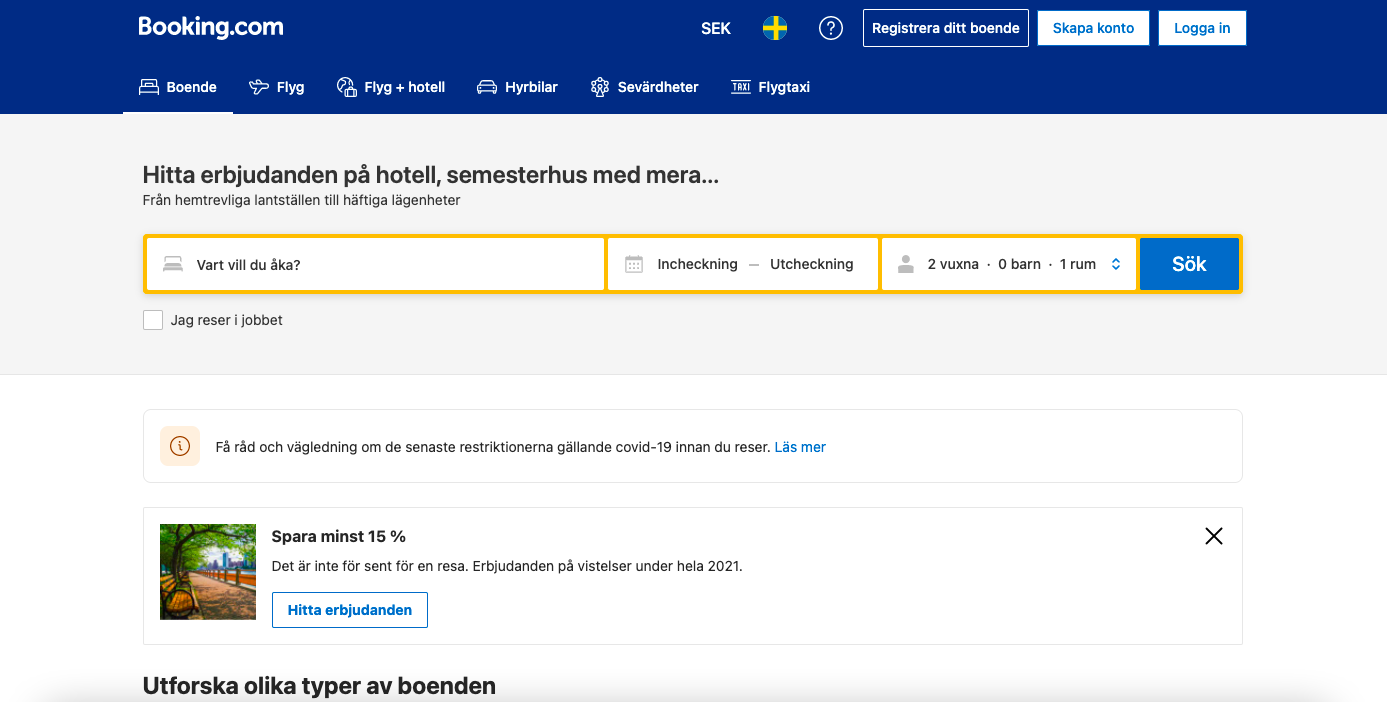 Booking.com
SEK
Registrera ditt boende
Skapa konto
Logga in
Boende
Flyg
Flyg + hotell
Hyrbilar
Sevärdheter
TAXI
Flygtaxi
Hitta erbjudanden på hotell, semesterhus med mera...
Från hemtrevliga lantställen till häftiga lägenheter
Vart vill du åka?
Incheckning — Utcheckning
2 vuxna · 0 barn · 1 rum
Sök
Jag reser i jobbet
Få råd och vägledning om de senaste restriktionerna gällande covid-19 innan du reser. Läs mer
Spara minst 15 %
Det är inte för sent för en resa. Erbjudanden på vistelser under hela 2021.
Hitta erbjudanden
Utforska olika typer av boenden